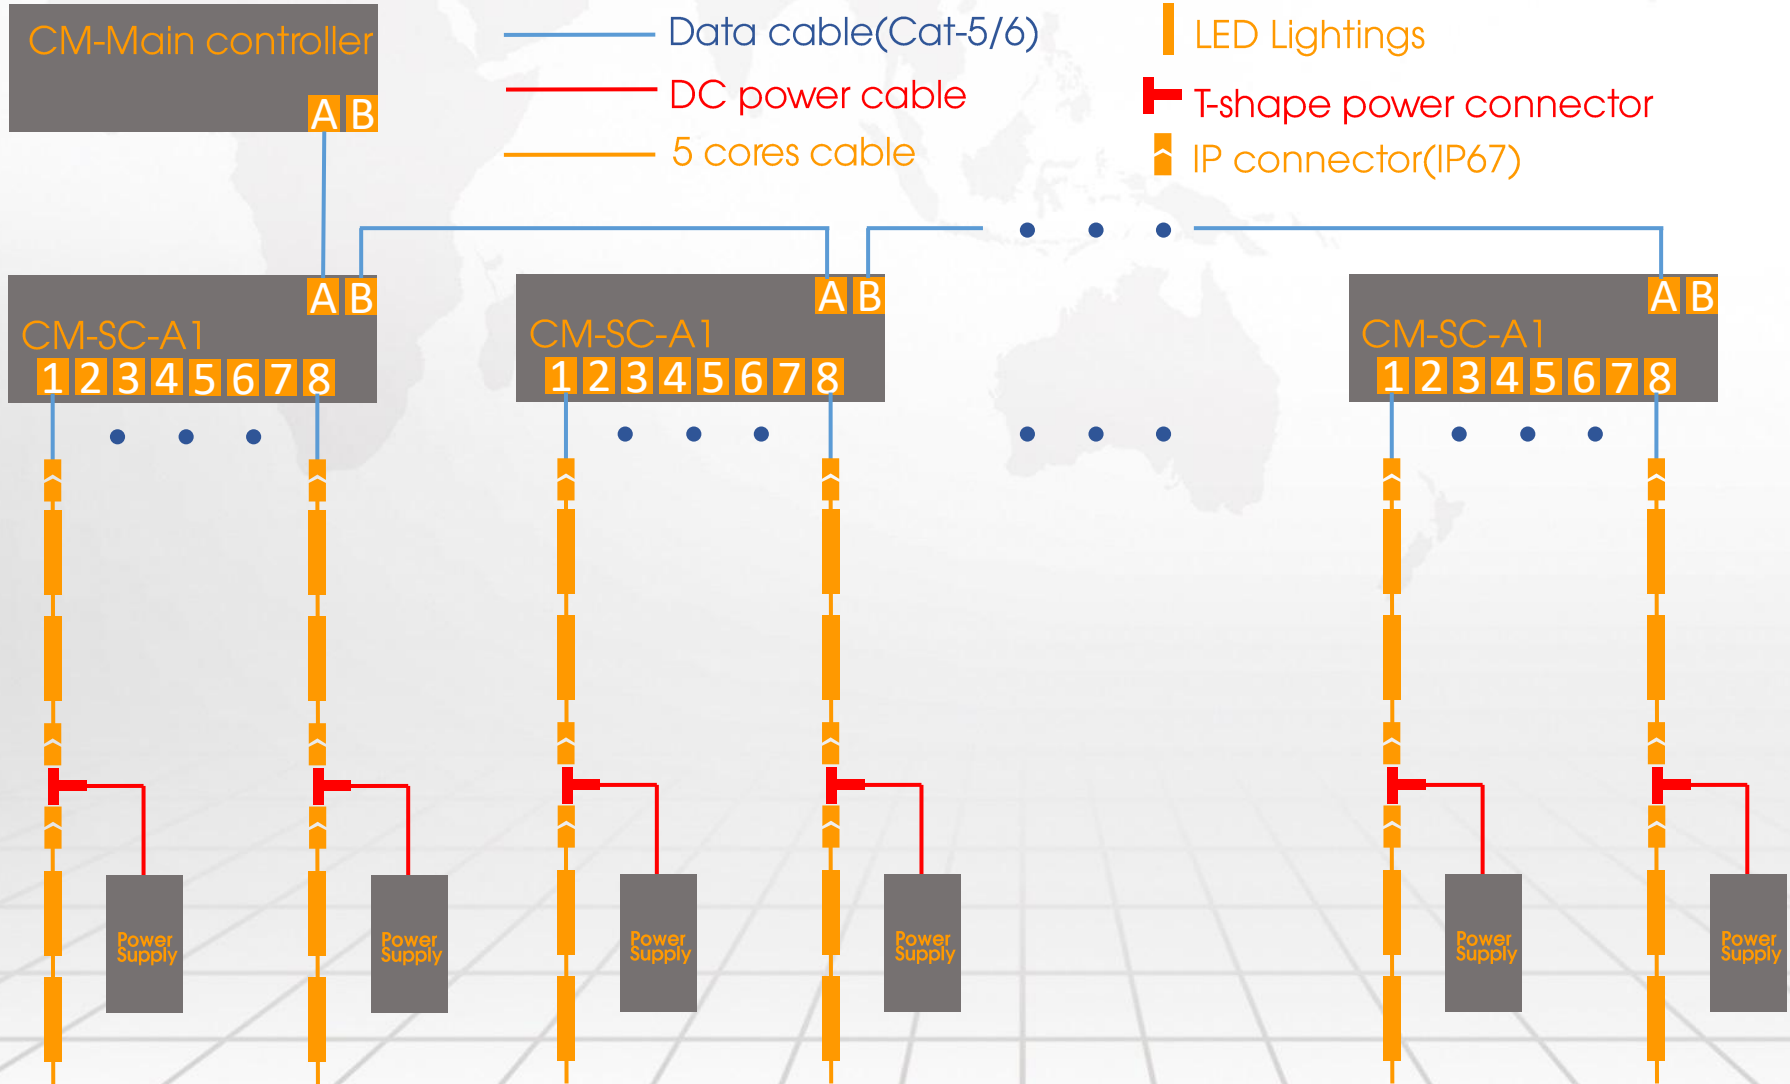 CM-Main controller
A B
Data cable(Cat-5/6)
DC power cable
5 cores cable
LED Lightings
T-shape power connector
IP connector(IP67)
A B
CM-SC-A1
1 2 3 4 5 6 7 8
A B
CM-SC-A1
1 2 3 4 5 6 7 8
A B
CM-SC-A1
1 2 3 4 5 6 7 8
Power
Supply
Power
Supply
Power
Supply
Power
Supply
Power
Supply
Power
Supply